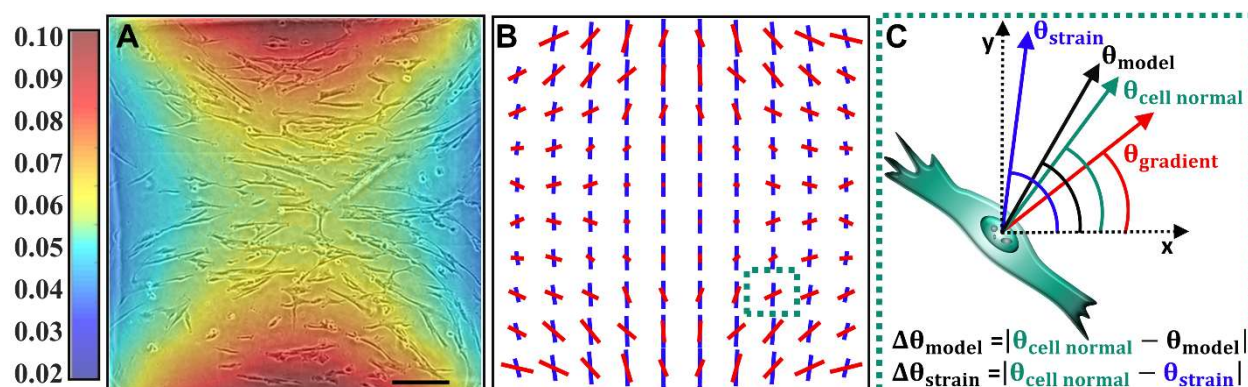 0.10
0.09
0.08
0.07
0.06
0.05
0.04
0.03
0.02
A
B
C
y
θstrain
θmodel
θcell normal
θgradient
x
Δθmodel =|θcell normal − θmodel|
Δθstrain =|θcell normal − θstrain|